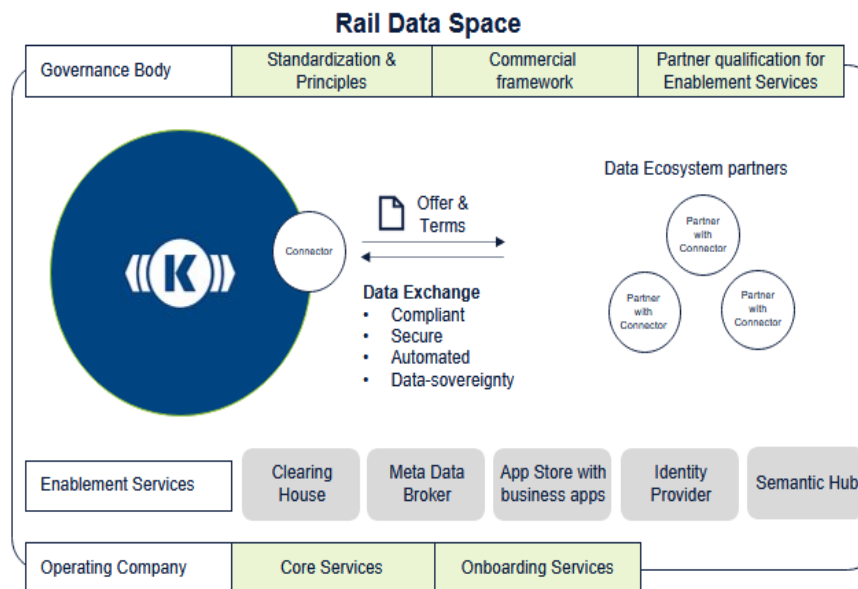 Rail Data Space
Governance Body
Standardization &
Principles
Commercial
framework
Partner qualification for
Enablement Services
Data Ecosystem partners
Offer &
Terms
Connector
K
Partner
with
Connector
Partner
with
Connector
Partner
with
Connector
Data Exchange
• Compliant
• Secure
• Automated
• Data-sovereignty
Enablement Services
Clearing
House
Meta Data
Broker
App Store with
business apps
Identity
Provider
Semantic Hub
Operating Company
Core Services
Onboarding Services